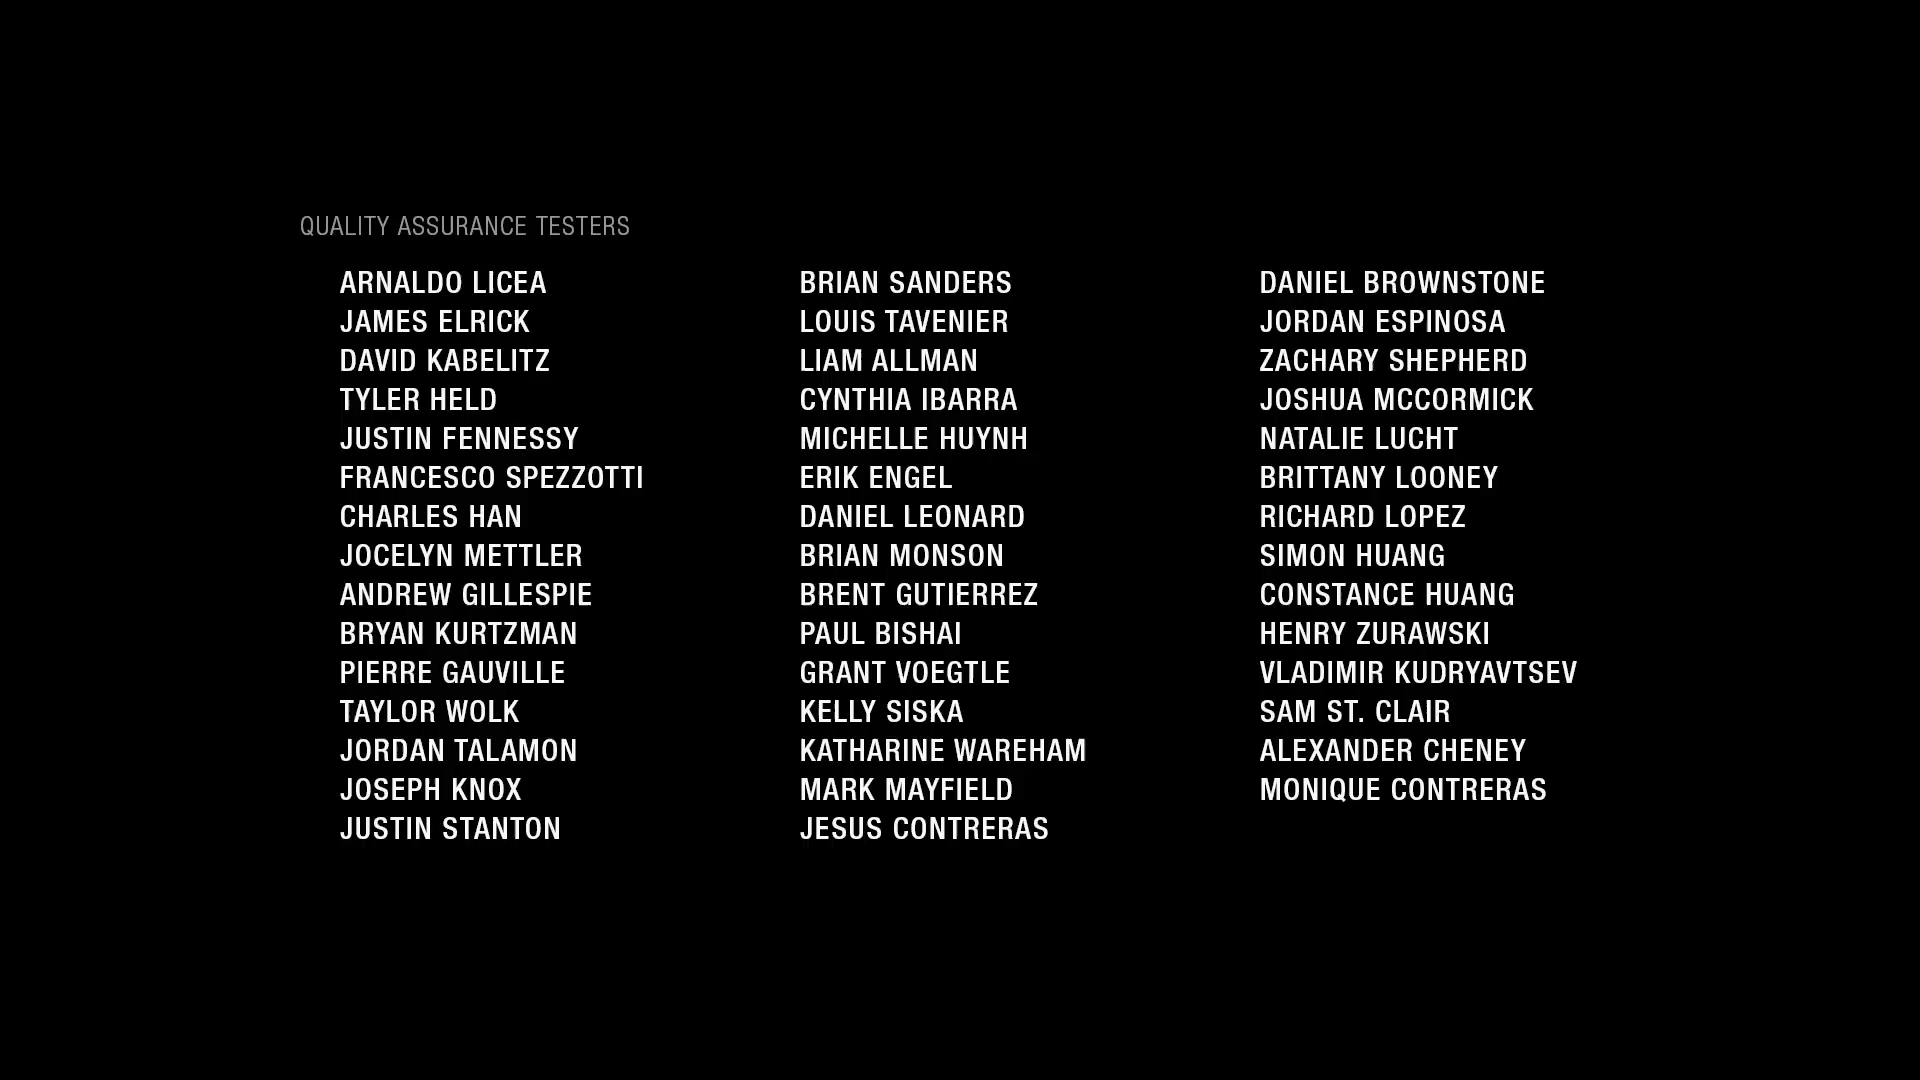 QUALITY ASSURANCE TESTERS
ARNALDO LICEA
JAMES ELRICK
DAVID KABELITZ
TYLER HELD
JUSTIN FENNESSY
FRANCESCO SPEZZOTTI
CHARLES HAN
JOCELYN METTLER
ANDREW GILLESPIE
BRYAN KURTZMAN
PIERRE GAUVILLE
TAYLOR WOLK
JORDAN TALAMON
JOSEPH KNOX
JUSTIN STANTON
BRIAN SANDERS
LOUIS TAVENIER
LIAM ALLMAN
CYNTHIA IBARRA
MICHELLE HUYNH
ERIK ENGEL
DANIEL LEONARD
BRIAN MONSON
BRENT GUTIERREZ
PAUL BISHAI
GRANT VOEGTLE
KELLY SISKA
KATHARINE WAREHAM
MARK MAYFIELD
JESUS CONTRERAS
DANIEL BROWNSTONE
JORDAN ESPINOSA
ZACHARY SHEPHERD
JOSHUA MCCORMICK
NATALIE LUCHT
BRITTANY LOONEY
RICHARD LOPEZ
SIMON HUANG
CONSTANCE HUANG
HENRY ZURAWSKI
VLADIMIR KUDRYAVTSEV
SAM ST. CLAIR
ALEXANDER CHENEY
MONIQUE CONTRERAS